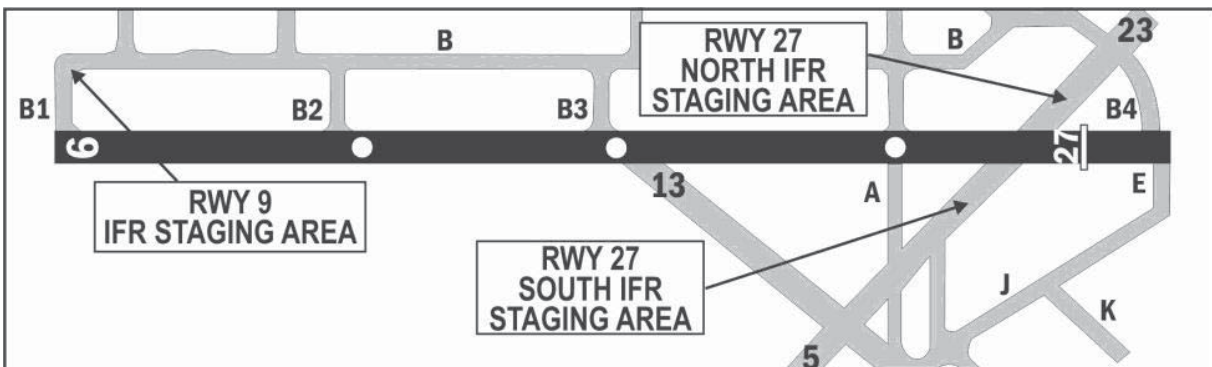 B
RWY 27
NORTH IFR
STAGING AREA
B
23
B1
B2
B3
B4
9
27
RWY 9
IFR STAGING AREA
13
A
E
RWY 27
SOUTH IFR
STAGING AREA
J
K
5